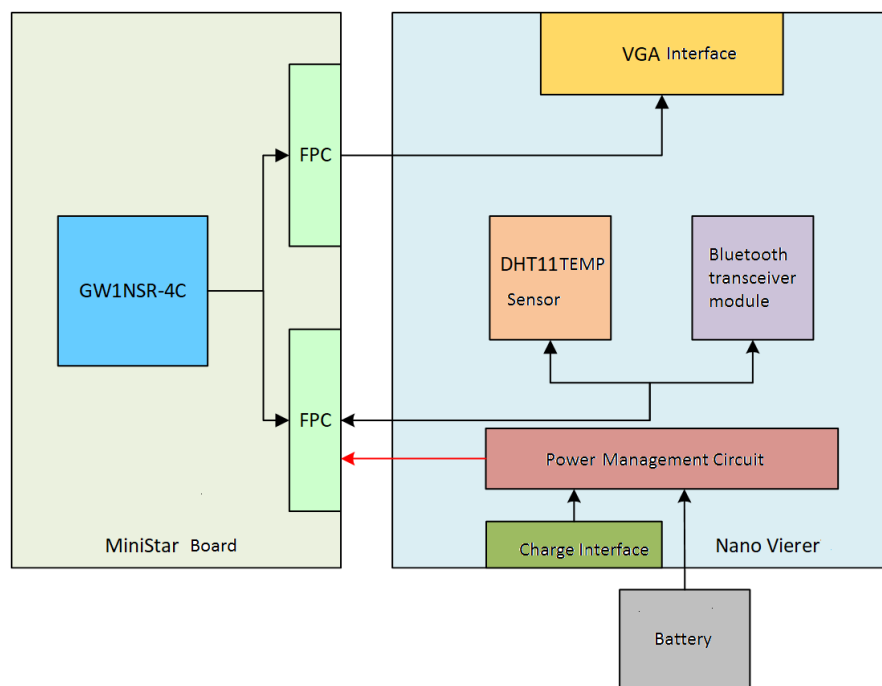 VGA Interface
FPC
GW1NSR-4C
DHT11TEMP
Sensor
Bluetooth
transceiver
module
FPC
Power Management Circuit
MiniStar Board
Charge Interface
Nano Vierer
Battery